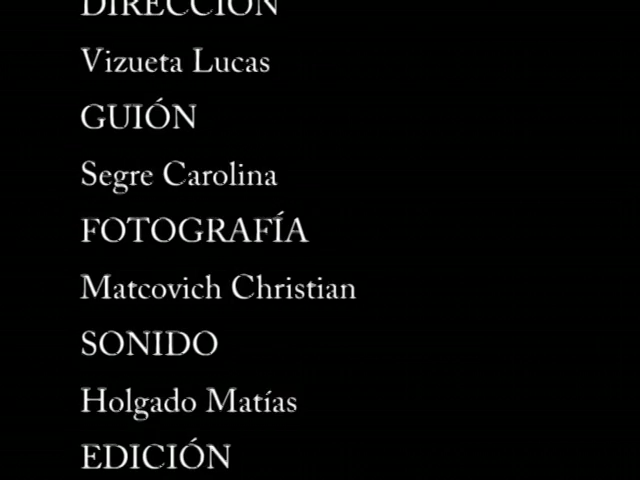 DIRECCIÓN
Vizueta Lucas
GUIÓN
Segre Carolina
FOTOGRAFÍA
Matcovich Christian
SONIDO
Holgado Matías
EDICIÓN